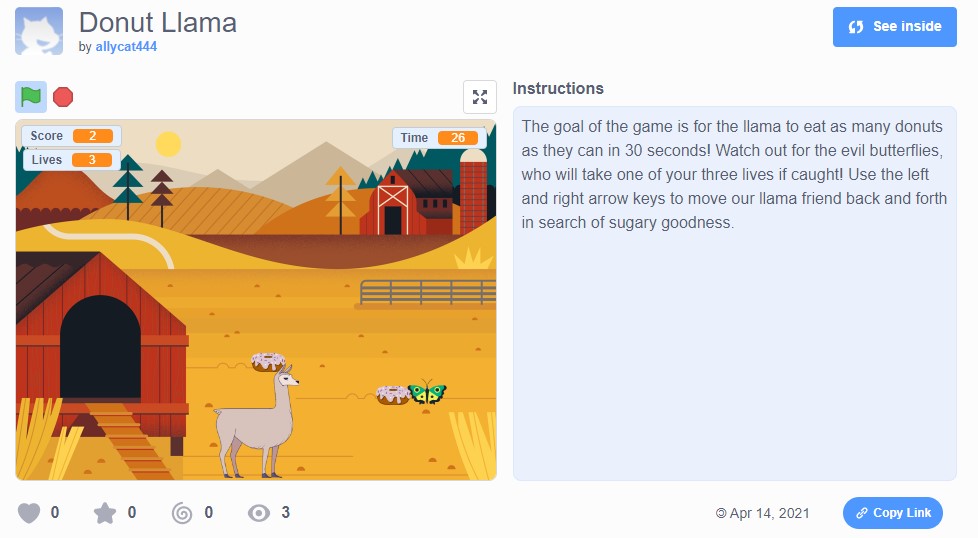 Donut Llama
by allycat444
See inside
Instructions
Score 2
Lives 3
Time 26
The goal of the game is for the llama to eat as many donuts
as they can in 30 seconds! Watch out for the evil butterflies,
who will take one of your three lives if caught! Use the left
and right arrow keys to move our llama friend back and forth
in search of sugary goodness.
0 0 0 3
© Apr 14, 2021
Copy Link